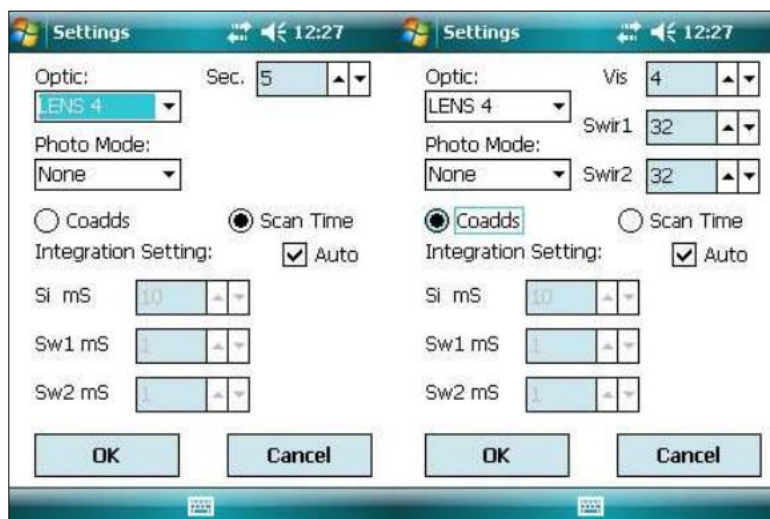 Settings 12:27
Optic: Sec. 5
LENS 4
Photo Mode:
None
Coadds Scan Time
Integration Setting: Auto
Si mS 10
Sw1 mS 1
Sw2 mS 1
OK Cancel
Settings 12:27
Optic: Vis 4
LENS 4
Swir1 32
Photo Mode:
None Swir2 32
Coadds Scan Time
Integration Setting: Auto
Si mS 10
Sw1 mS 1
Sw2 mS 1
OK Cancel